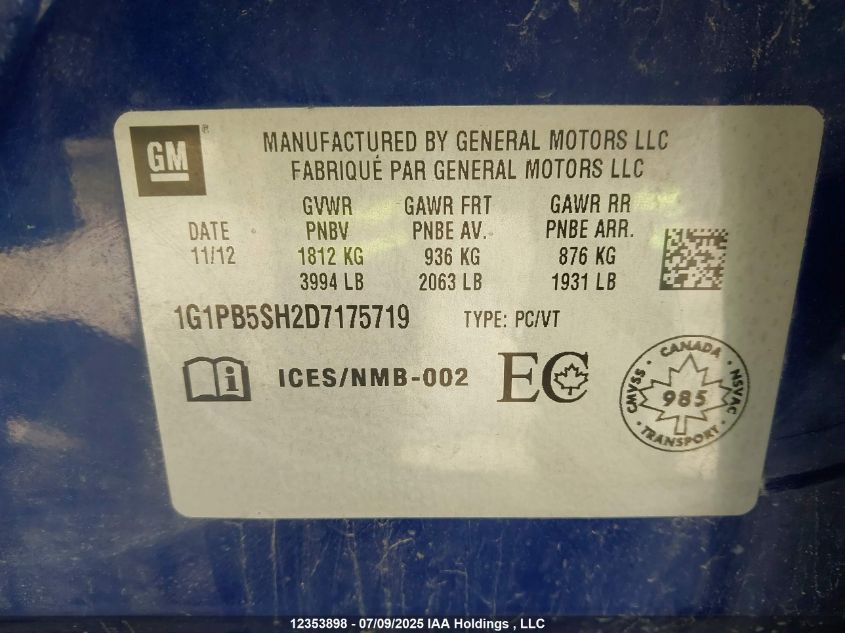 GM ®
MANUFACTURED BY GENERAL MOTORS LLC
FABRIQUÉ PAR GENERAL MOTORS LLC
GVWR GAWR FRT GAWR RR
DATE PNBV PNBE AV. PNBE ARR.
11/12 1812 KG 936 KG 876 KG
3994 LB 2063 LB 1931 LB
1G1PB5SH2D7175719 TYPE: PC/VT
i ICES/NMB-002 EC
CANADA
CMVSS 985 NSVAC
TRANSPORT
12353898 - 07/09/2025 IAA Holdings , LLC